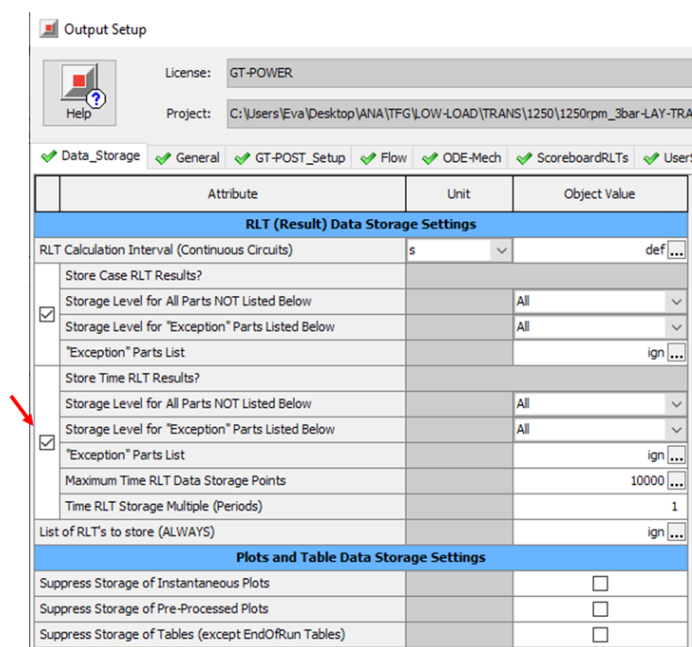 Output Setup
License: GT-POWER
Help
Project: C:\Users\Eva\Desktop\ANA\TFG\LOW-LOAD\TRANS\1250\1250rpm_3bar-LAY-TRA
Data_Storage General GT-POST_Setup Flow ODE-Mech ScoreboardRLTs UserS
Attribute Unit Object Value
RLT (Result) Data Storage Settings
RLT Calculation Interval (Continuous Circuits) s def ...
Store Case RLT Results?
Storage Level for All Parts NOT Listed Below All
Storage Level for "Exception" Parts Listed Below All
"Exception" Parts List ign ...
Store Time RLT Results?
Storage Level for All Parts NOT Listed Below All
Storage Level for "Exception" Parts Listed Below All
"Exception" Parts List ign ...
Maximum Time RLT Data Storage Points 10000 ...
Time RLT Storage Multiple (Periods) 1
List of RLT's to store (ALWAYS) ign ...
Plots and Table Data Storage Settings
Suppress Storage of Instantaneous Plots
Suppress Storage of Pre-Processed Plots
Suppress Storage of Tables (except EndOfRun Tables)